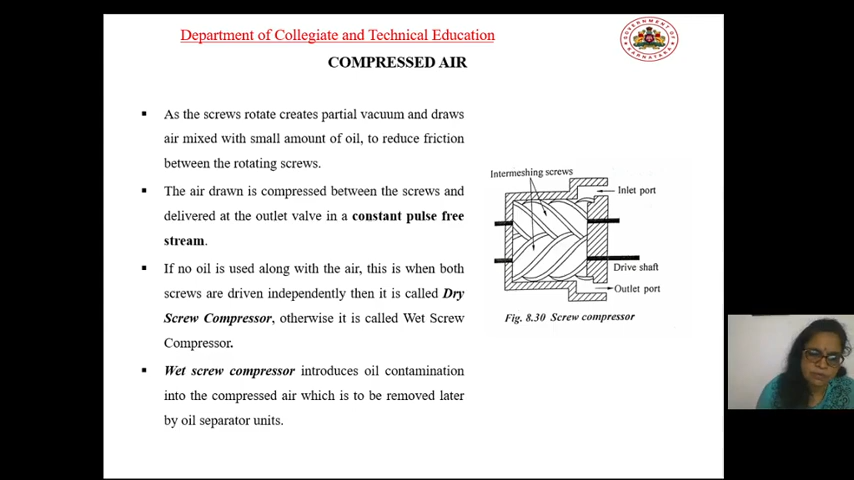 Department of Collegiate and Technical Education
COMPRESSED AIR
▪ As the screws rotate creates partial vacuum and draws
air mixed with small amount of oil, to reduce friction
between the rotating screws.
▪ The air drawn is compressed between the screws and
delivered at the outlet valve in a constant pulse free
stream.
▪ If no oil is used along with the air, this is when both
screws are driven independently then it is called Dry
Screw Compressor, otherwise it is called Wet Screw
Compressor.
▪ Wet screw compressor introduces oil contamination
into the compressed air which is to be removed later
by oil separator units.
Intermeshing screws
Inlet port
Drive shaft
Outlet port
Fig. 8.30 Screw compressor
GOVERNMENT OF
KARNATAKA